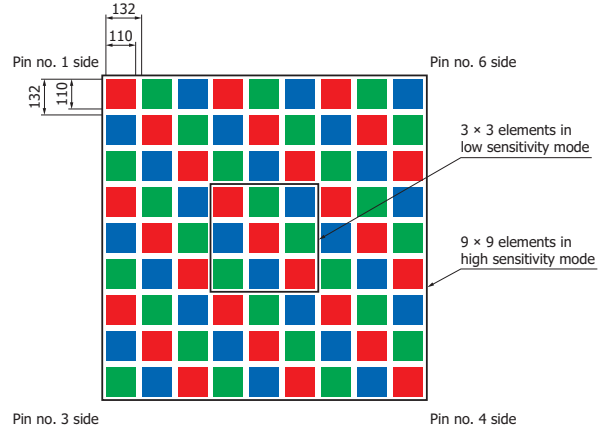 132
110
Pin no. 1 side
Pin no. 6 side
132
110
3 × 3 elements in
low sensitivity mode
9 × 9 elements in
high sensitivity mode
Pin no. 3 side
Pin no. 4 side